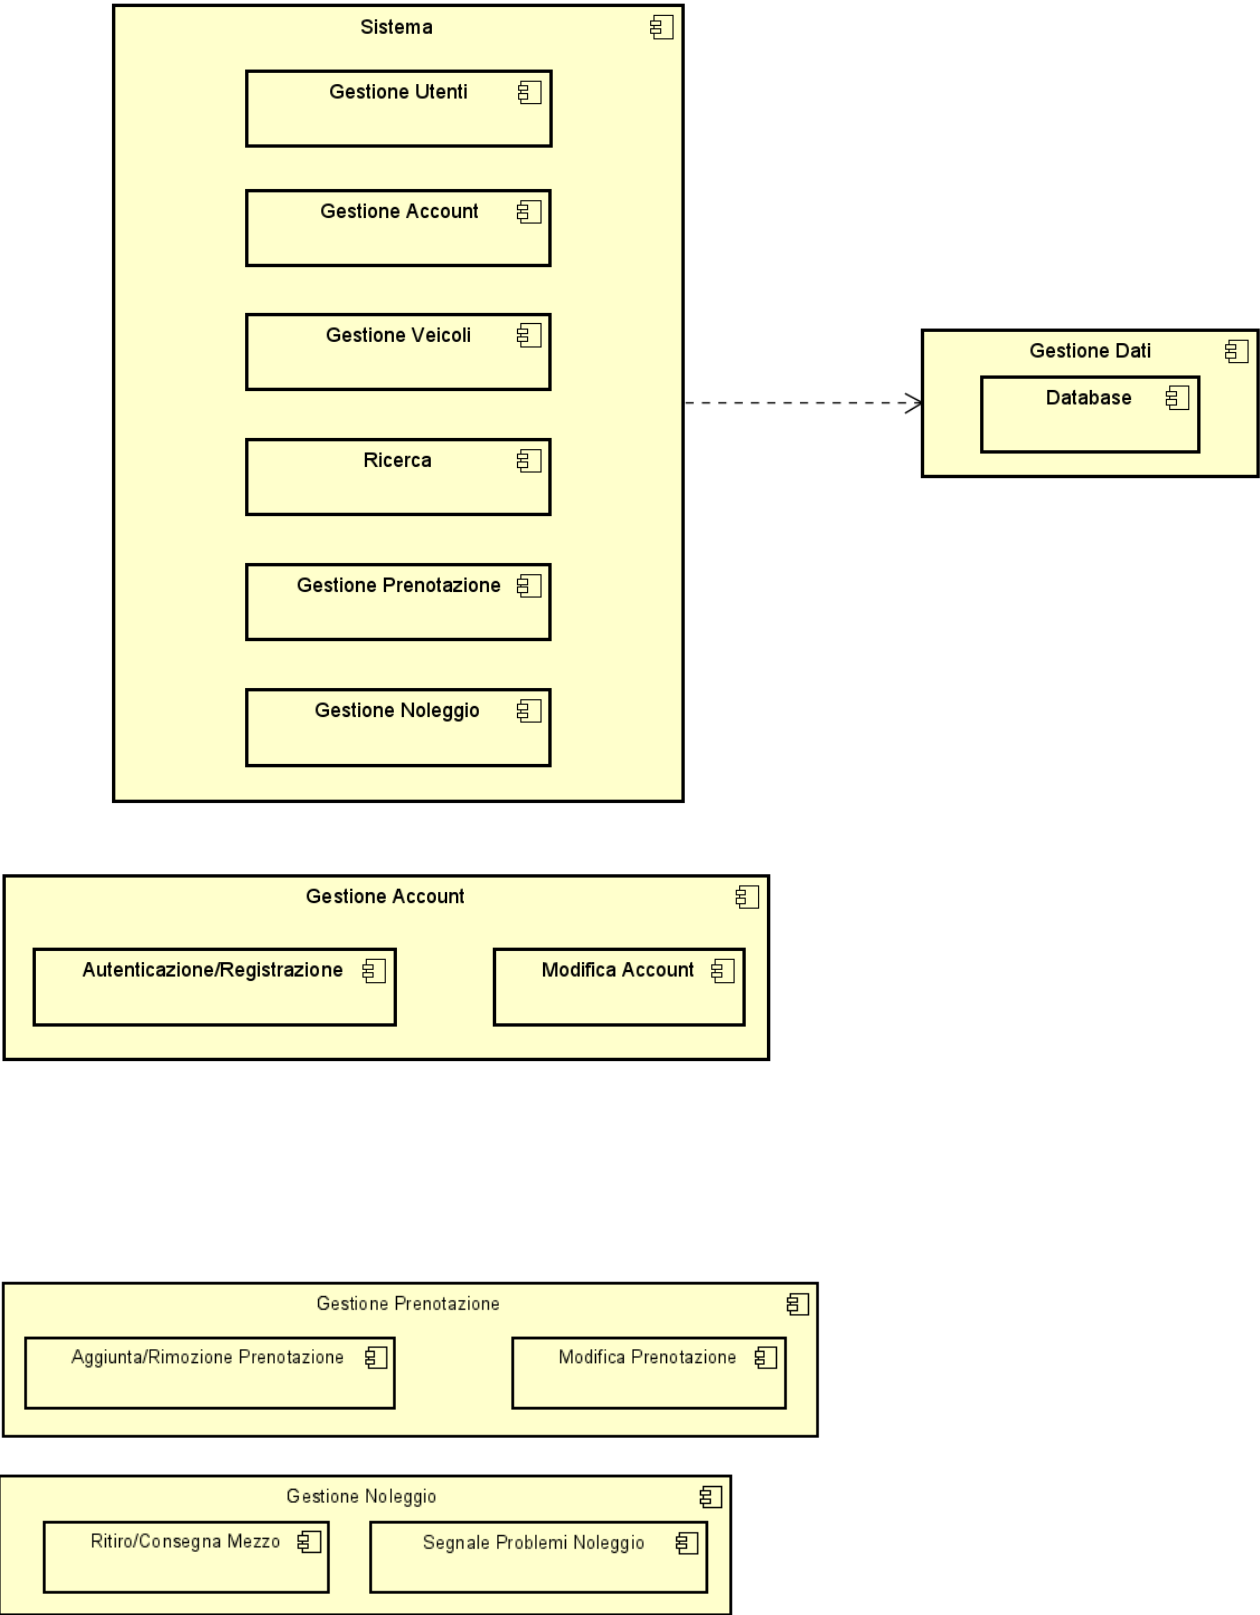 Sistema
Gestione Utenti
Gestione Account
Gestione Veicoli
Ricerca
Gestione Prenotazione
Gestione Noleggio
Gestione Dati
Database
Gestione Account
Autenticazione/Registrazione
Modifica Account
Gestione Prenotazione
Aggiunta/Rimozione Prenotazione
Modifica Prenotazione
Gestione Noleggio
Ritiro/Consegna Mezzo
Segnale Problemi Noleggio